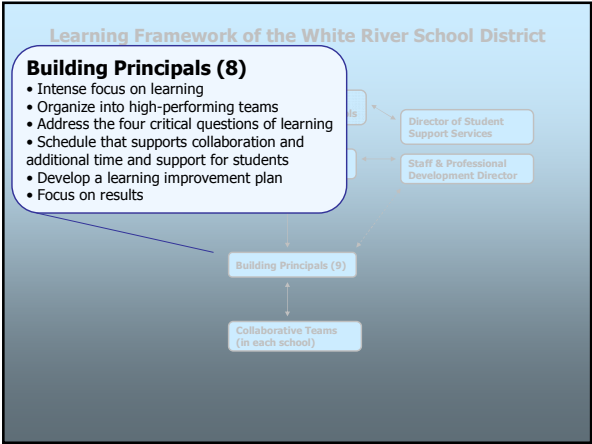 Learning Framework of the White River School District
Building Principals (8)
• Intense focus on learning
• Organize into high-performing teams
• Address the four critical questions of learning
• Schedule that supports collaboration and
additional time and support for students
• Develop a learning improvement plan
• Focus on results
Director of Student
Support Services
Staff & Professional
Development Director
Building Principals (9)
Collaborative Teams
(in each school)